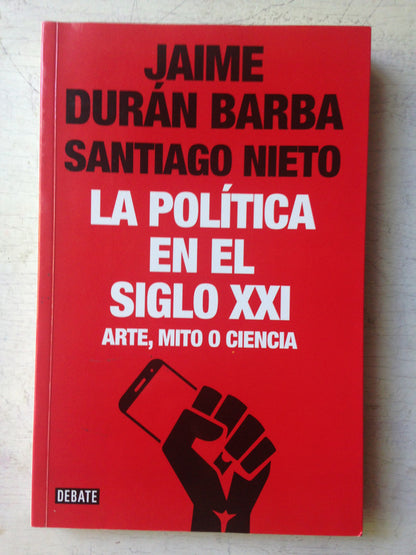 JAIME
DURÁN BARBA
SANTIAGO NIETO
LA POLÍTICA
EN EL
SIGLO XXI
ARTE, MITO O CIENCIA
DEBATE